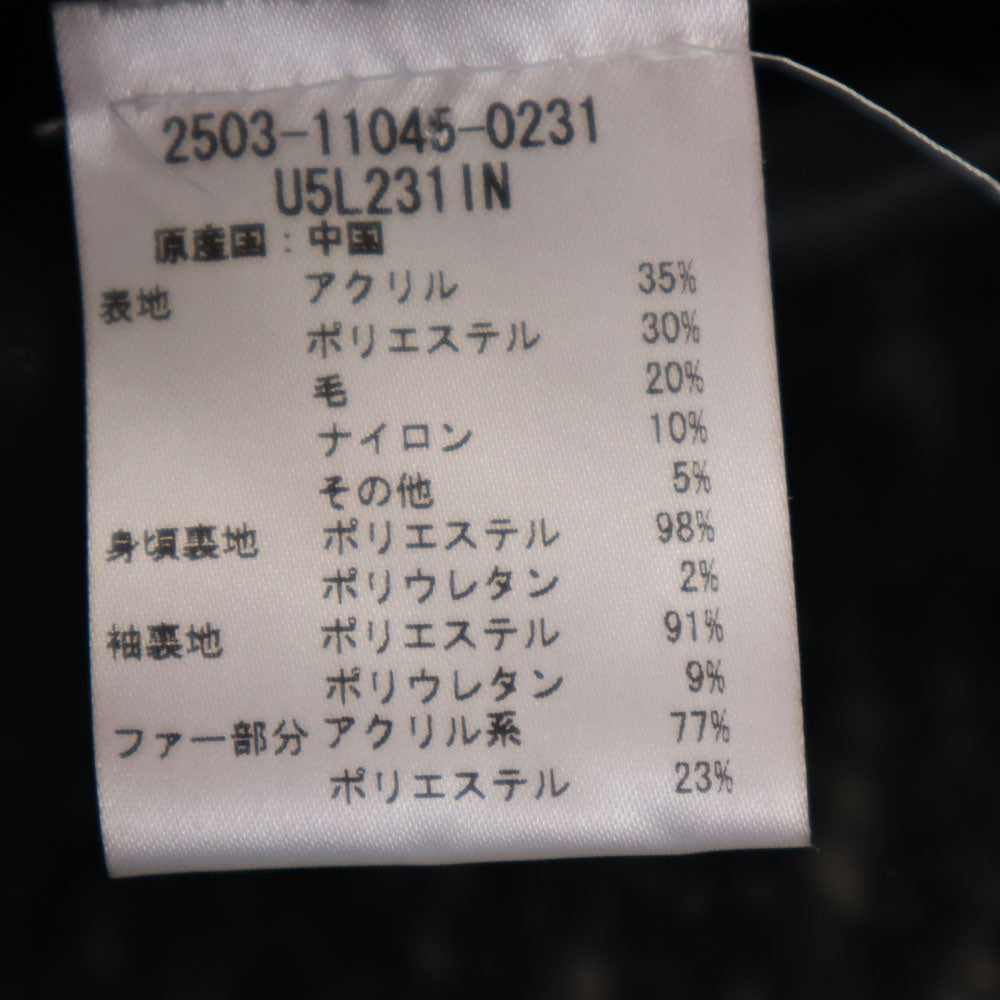 2503-11045-0231
U5L231IN
原産国：中国
表地 アクリル 35%
ポリエステル 30%
毛 20%
ナイロン 10%
その他 5%
身頃裏地 ポリエステル 98%
ポリウレタン 2%
袖裏地 ポリエステル 91%
ポリウレタン 9%
ファー部分 アクリル系 77%
ポリエステル 23%